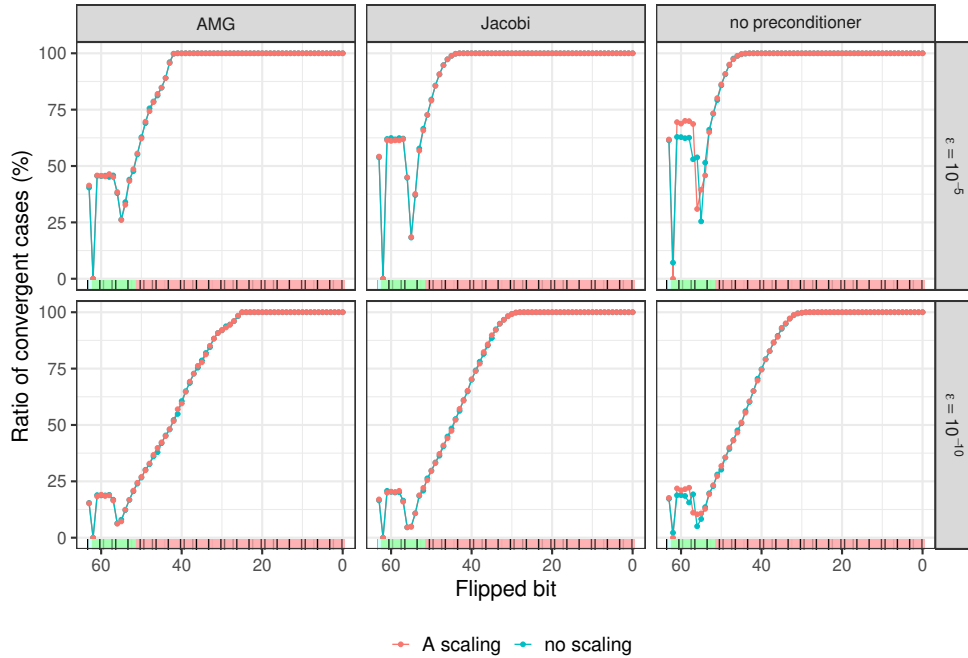 AMG
Jacobi
no preconditioner
Ratio of convergent cases (%)
100
75
50
25
0
ε = 10⁻⁵
100
75
50
25
0
ε = 10⁻¹⁰
60 40 20 0
60 40 20 0
60 40 20 0
Flipped bit
A scaling
no scaling